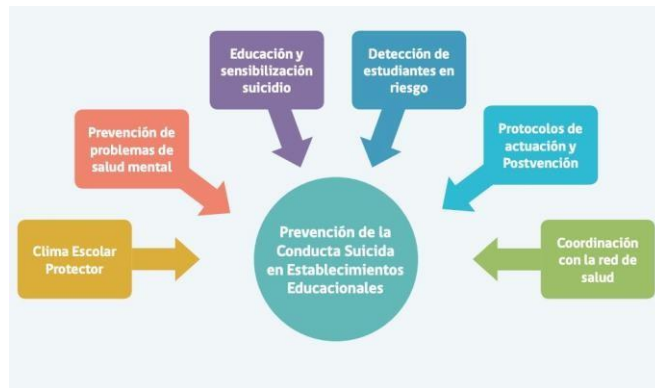 Educación y
sensibilización
suicidio
Detección de
estudiantes en
riesgo
Prevención de
problemas de
salud mental
Protocolos de
actuación y
Postvención
Clima Escolar
Protector
Prevención de la
Conducta Suicida
en Establecimientos
Educacionales
Coordinación
con la red de
salud